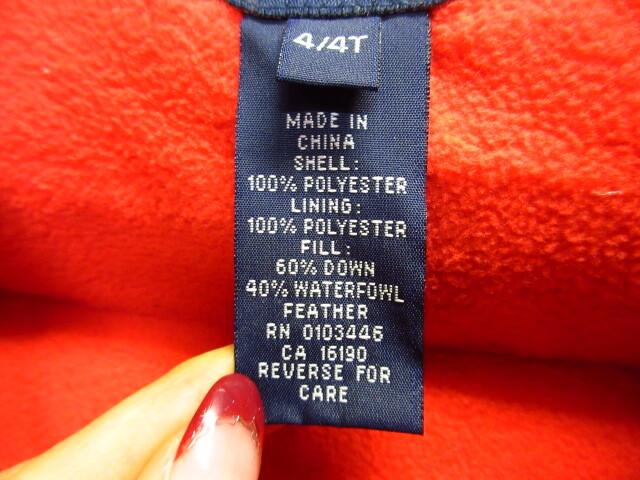 4/4T
MADE IN
CHINA
SHELL:
100% POLYESTER
LINING:
100% POLYESTER
FILL:
60% DOWN
40% WATERFOWL
FEATHER
RN 0103446
CA 16190
REVERSE FOR
CARE